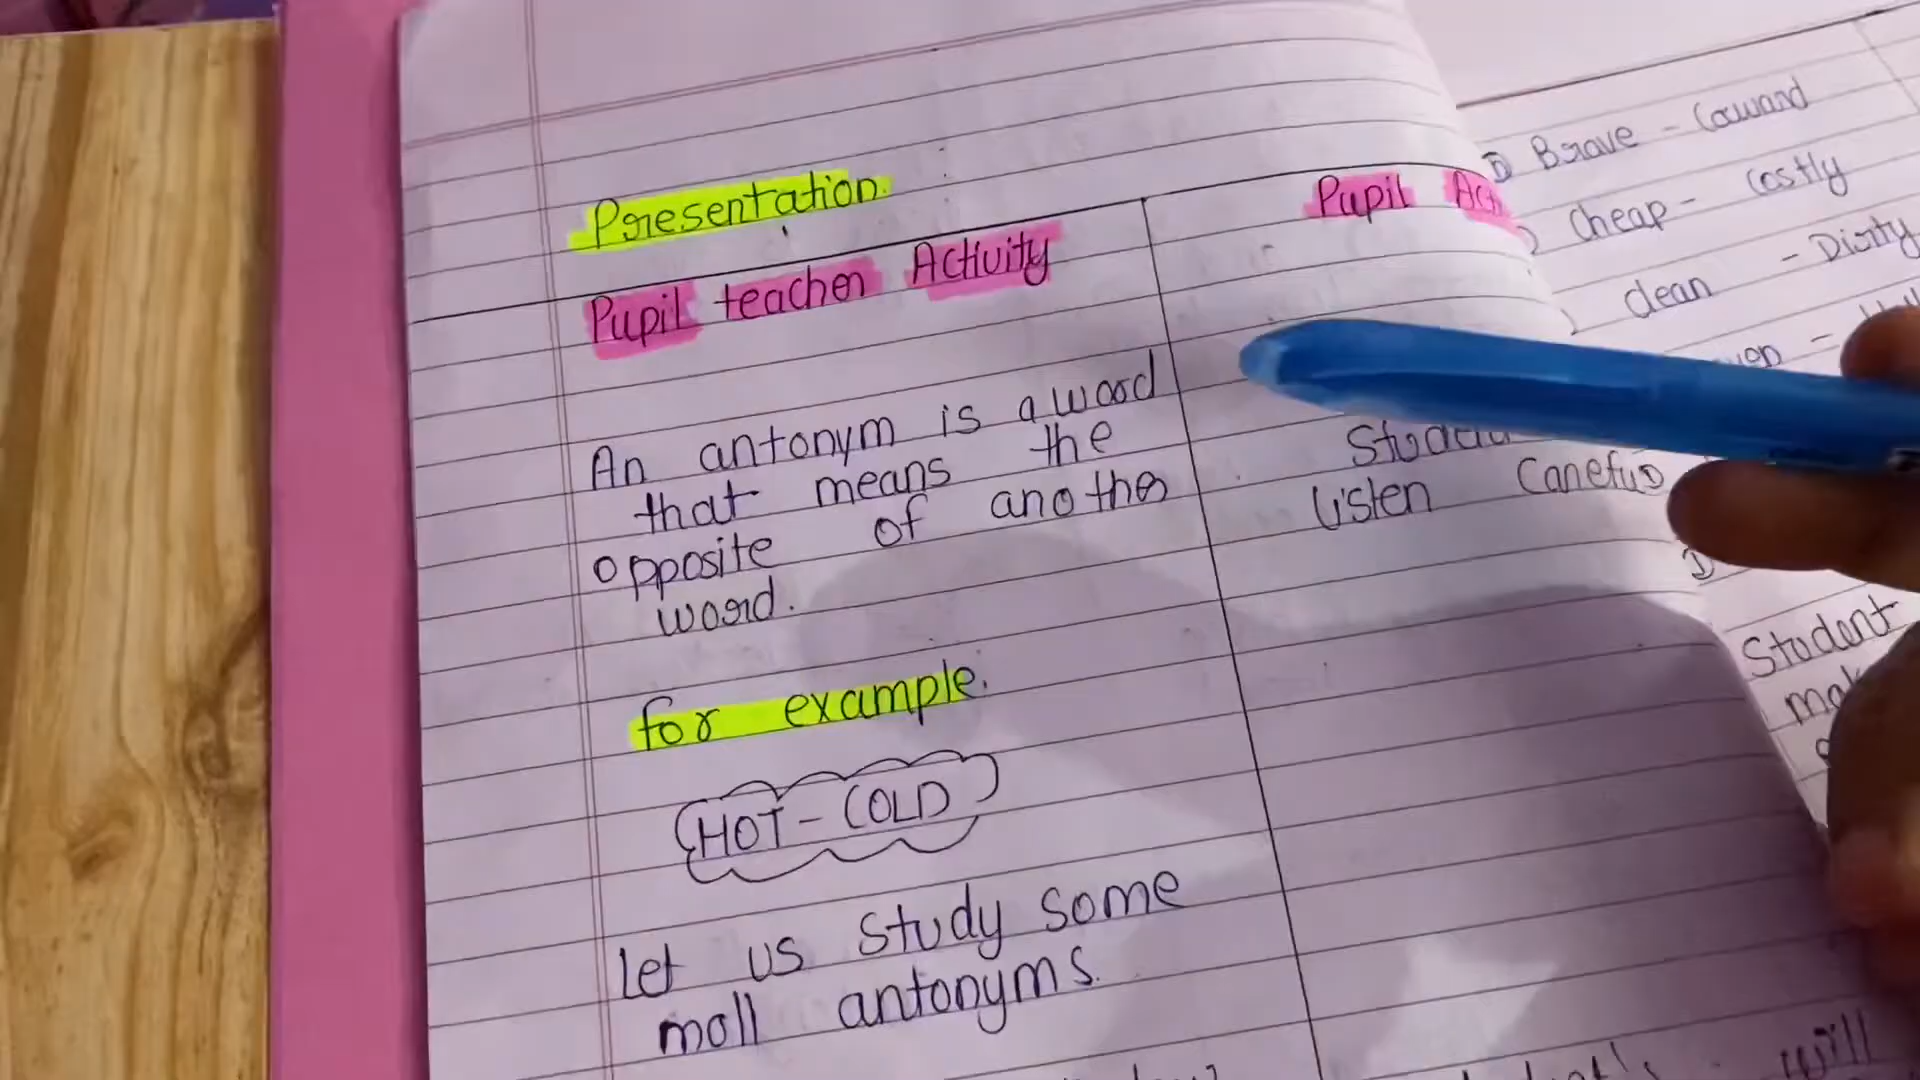 Presentation.
Pupil teacher Activity
An antonym is a word
that means the
opposite of another
word.
for example.
HOT - COLD
Let us study some
moll antonyms.
Pupil
Listen
Brave - Coward
Cheap - Costly
clean - Dirty
Student
will